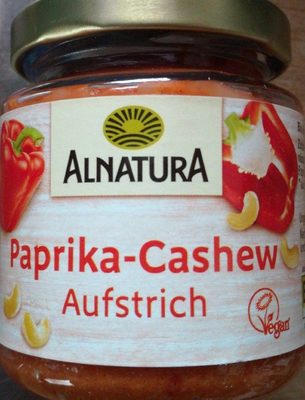 ALNATURA
Paprika-Cashew
Aufstrich
Vegan